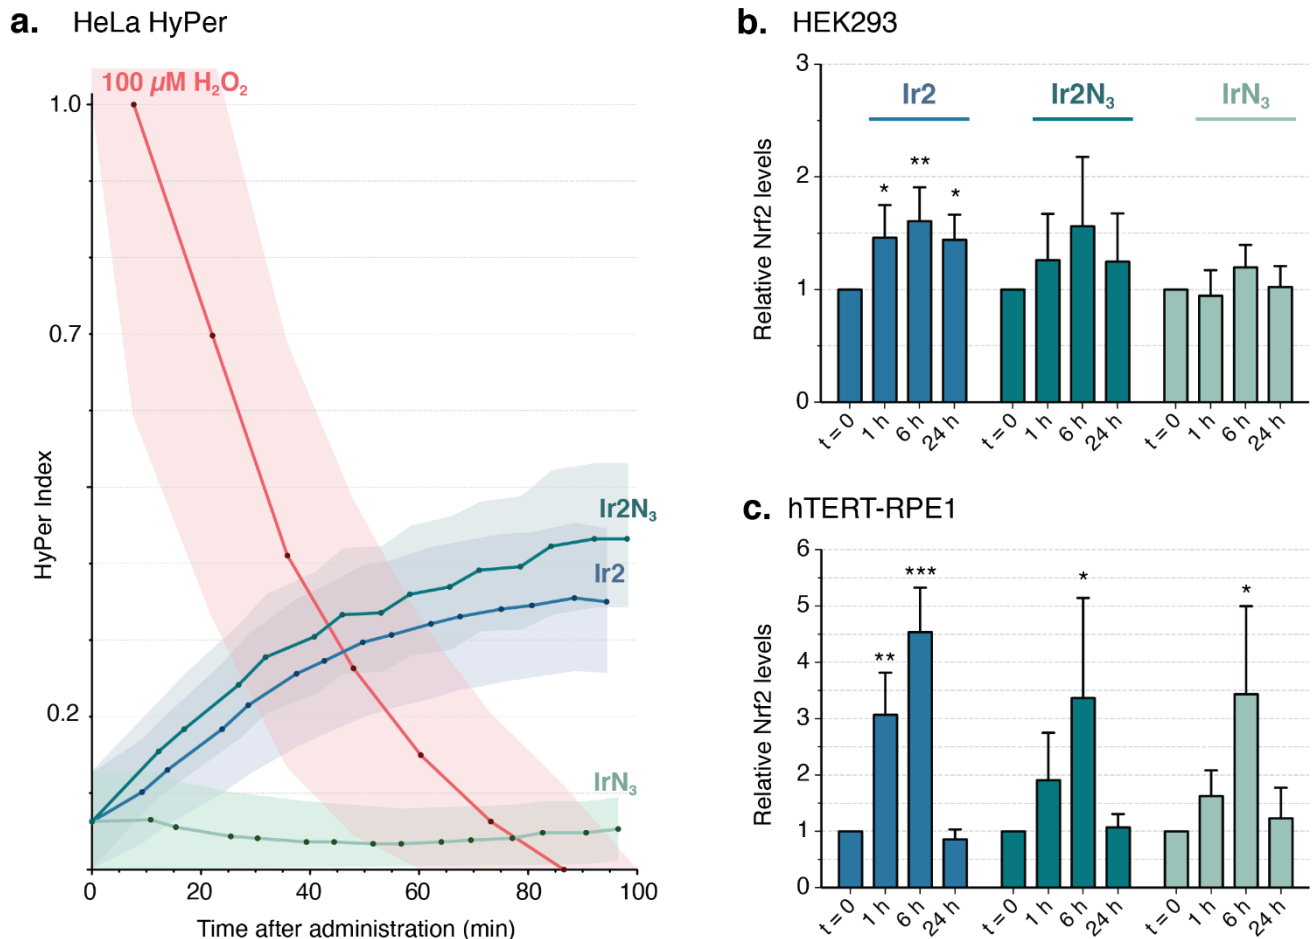 a. HeLa HyPer
100 µM H₂O₂
1.0
0.7
0.2
HyPer Index
Ir2N₃
Ir2
IrN₃
0 20 40 60 80 100
Time after administration (min)
b. HEK293
Ir2 Ir2N₃ IrN₃
3
2
1
0
Relative Nrf2 levels
* ** *
t = 0 1 h 6 h 24 h t = 0 1 h 6 h 24 h t = 0 1 h 6 h 24 h
c. hTERT-RPE1
6
5
4
3
2
1
0
Relative Nrf2 levels
** *** * *
t = 0 1 h 6 h 24 h t = 0 1 h 6 h 24 h t = 0 1 h 6 h 24 h